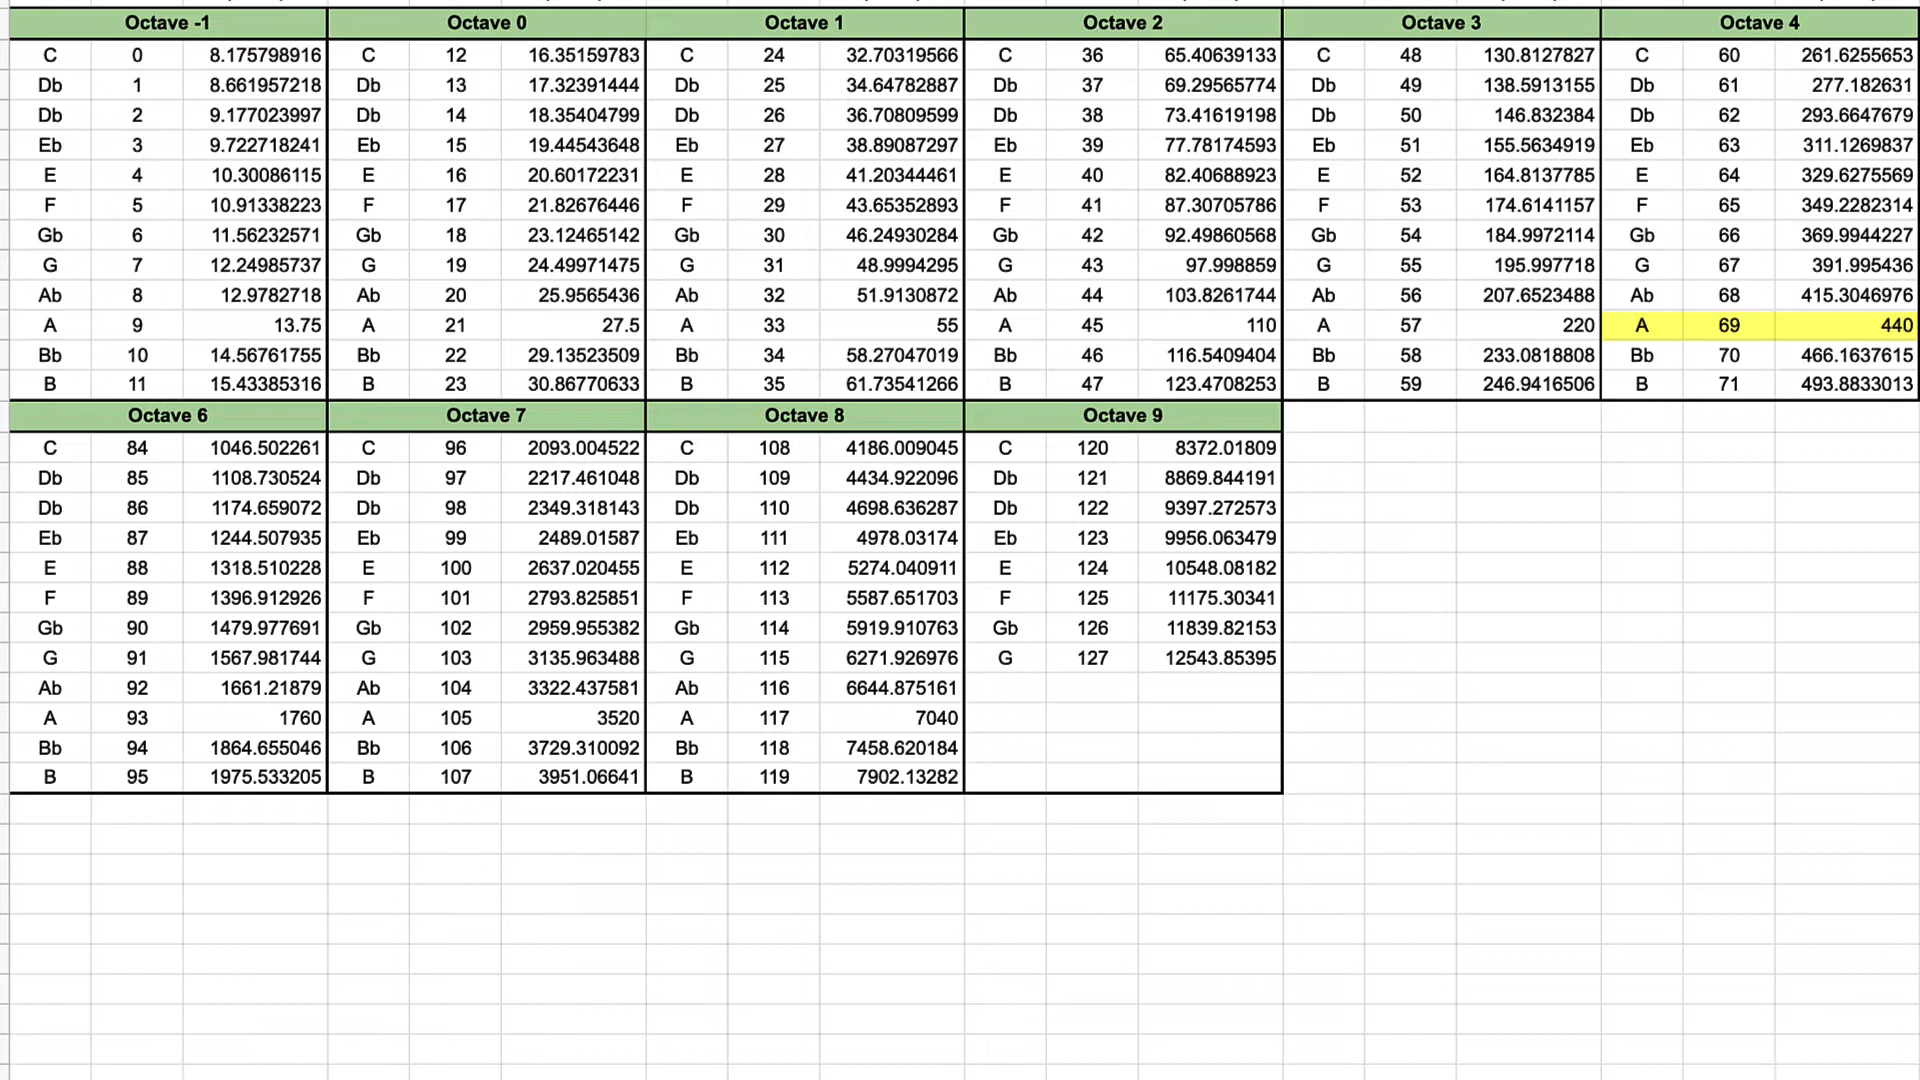 Octave -1 Octave 0 Octave 1 Octave 2 Octave 3 Octave 4
C 0 8.175798916 C 12 16.35159783 C 24 32.70319566 C 36 65.40639133 C 48 130.8127827 C 60 261.6255653
Db 1 8.661957218 Db 13 17.32391444 Db 25 34.64782887 Db 37 69.29565774 Db 49 138.5913155 Db 61 277.182631
Db 2 9.177023997 Db 14 18.35404799 Db 26 36.70809599 Db 38 73.41619198 Db 50 146.832384 Db 62 293.6647679
Eb 3 9.722718241 Eb 15 19.44543648 Eb 27 38.89087297 Eb 39 77.78174593 Eb 51 155.5634919 Eb 63 311.1269837
E 4 10.30086115 E 16 20.60172231 E 28 41.20344461 E 40 82.40688923 E 52 164.8137785 E 64 329.6275569
F 5 10.91338223 F 17 21.82676446 F 29 43.65352893 F 41 87.30705786 F 53 174.6141157 F 65 349.2282314
Gb 6 11.56232571 Gb 18 23.12465142 Gb 30 46.24930284 Gb 42 92.49860568 Gb 54 184.9972114 Gb 66 369.9944227
G 7 12.24985737 G 19 24.49971475 G 31 48.9994295 G 43 97.998859 G 55 195.997718 G 67 391.995436
Ab 8 12.9782718 Ab 20 25.9565436 Ab 32 51.9130872 Ab 44 103.8261744 Ab 56 207.6523488 Ab 68 415.3046976
A 9 13.75 A 21 27.5 A 33 55 A 45 110 A 57 220 A 69 440
Bb 10 14.56761755 Bb 22 29.13523509 Bb 34 58.27047019 Bb 46 116.5409404 Bb 58 233.0818808 Bb 70 466.1637615
B 11 15.43385316 B 23 30.86770633 B 35 61.73541266 B 47 123.4708253 B 59 246.9416506 B 71 493.8833013
Octave 6 Octave 7 Octave 8 Octave 9
C 84 1046.502261 C 96 2093.004522 C 108 4186.009045 C 120 8372.01809
Db 85 1108.730524 Db 97 2217.461048 Db 109 4434.922096 Db 121 8869.844191
Db 86 1174.659072 Db 98 2349.318143 Db 110 4698.636287 Db 122 9397.272573
Eb 87 1244.507935 Eb 99 2489.01587 Eb 111 4978.03174 Eb 123 9956.063479
E 88 1318.510228 E 100 2637.020455 E 112 5274.040911 E 124 10548.08182
F 89 1396.912926 F 101 2793.825851 F 113 5587.651703 F 125 11175.30341
Gb 90 1479.977691 Gb 102 2959.955382 Gb 114 5919.910763 Gb 126 11839.82153
G 91 1567.981744 G 103 3135.963488 G 115 6271.926976 G 127 12543.85395
Ab 92 1661.21879 Ab 104 3322.437581 Ab 116 6644.875161
A 93 1760 A 105 3520 A 117 7040
Bb 94 1864.655046 Bb 106 3729.310092 Bb 118 7458.620184
B 95 1975.533205 B 107 3951.06641 B 119 7902.13282